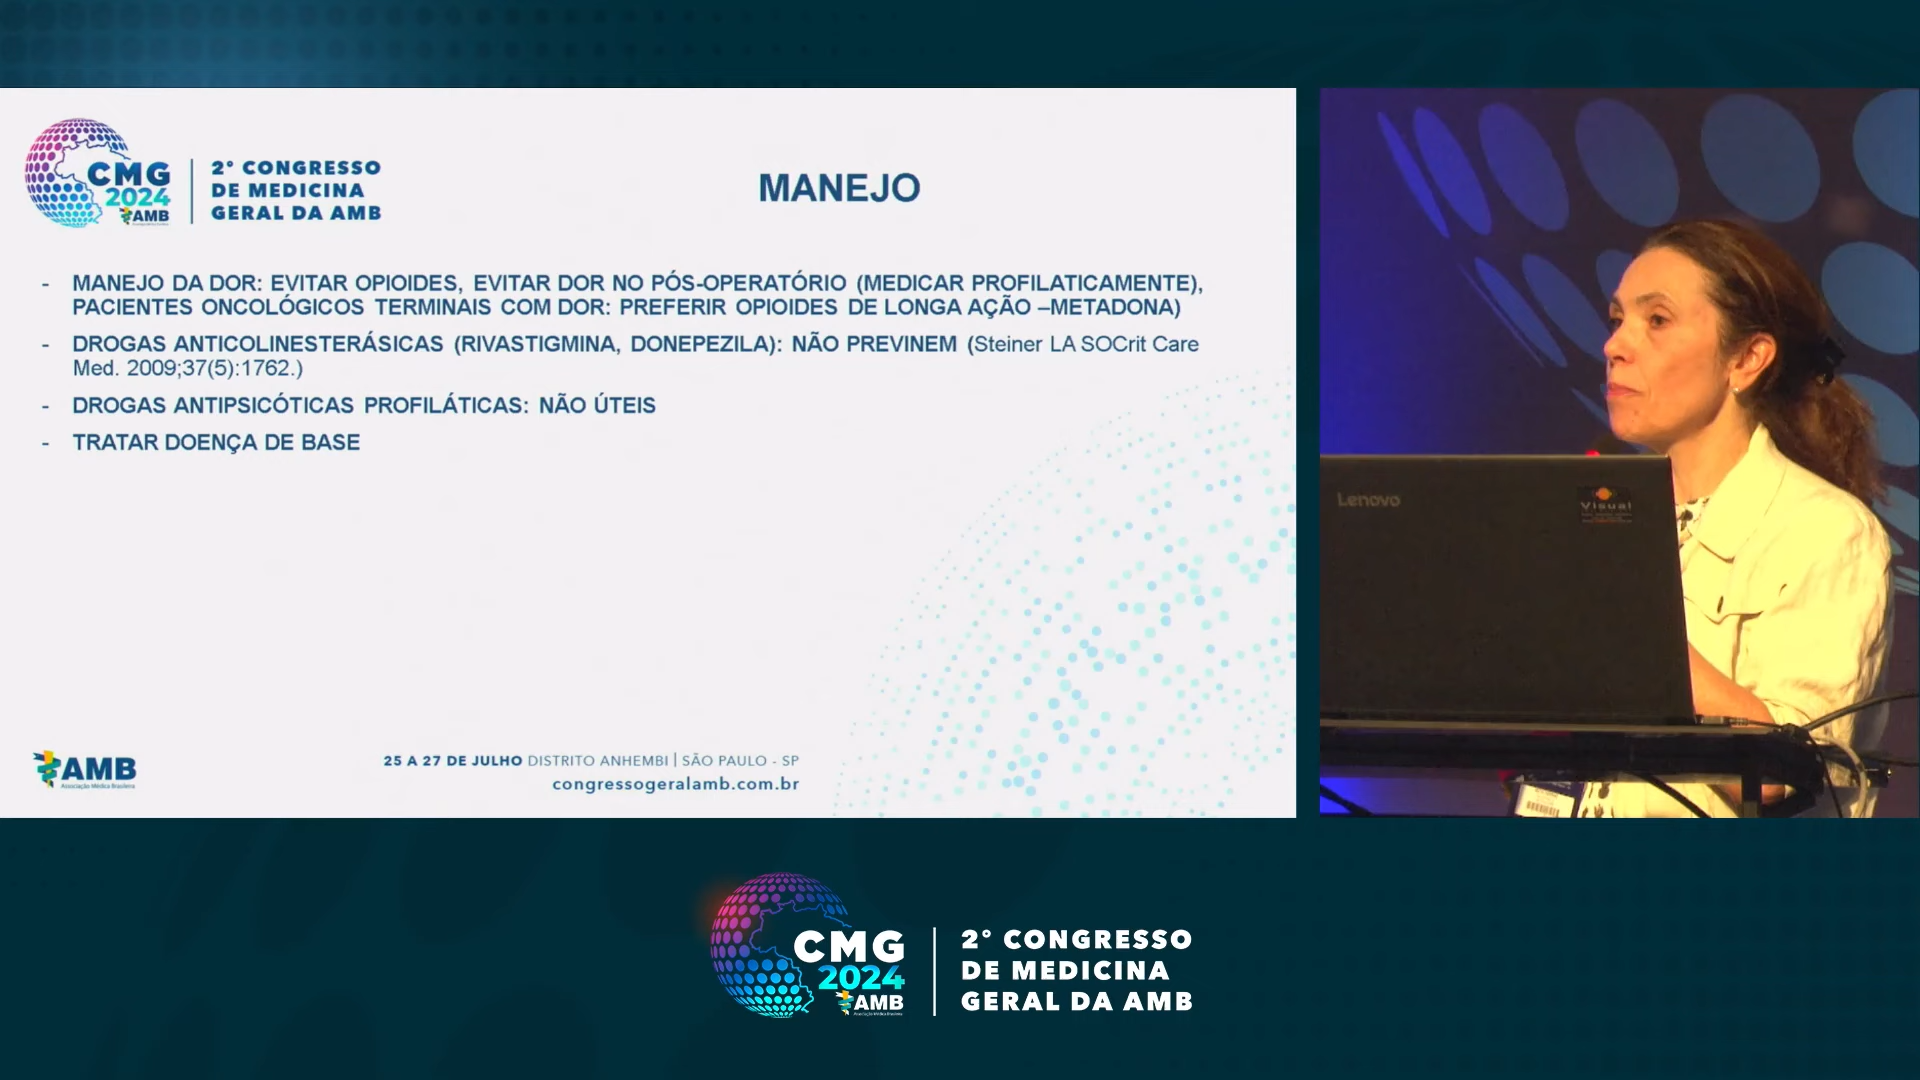 CMG
2024
AMB
2° CONGRESSO
DE MEDICINA
GERAL DA AMB
MANEJO
- MANEJO DA DOR: EVITAR OPIOIDES, EVITAR DOR NO PÓS-OPERATÓRIO (MEDICAR PROFILATICAMENTE),
PACIENTES ONCOLÓGICOS TERMINAIS COM DOR: PREFERIR OPIOIDES DE LONGA AÇÃO –METADONA)
- DROGAS ANTICOLINESTERÁSICAS (RIVASTIGMINA, DONEPEZILA): NÃO PREVINEM (Steiner LA SOCrit Care
Med. 2009;37(5):1762.)
- DROGAS ANTIPSICÓTICAS PROFILÁTICAS: NÃO ÚTEIS
- TRATAR DOENÇA DE BASE
AMB
Associação Médica Brasileira
25 A 27 DE JULHO DISTRITO ANHEMBI | SÃO PAULO - SP
congressogeralamb.com.br
Lenovo
Visual
CMG
2024
AMB
2° CONGRESSO
DE MEDICINA
GERAL DA AMB